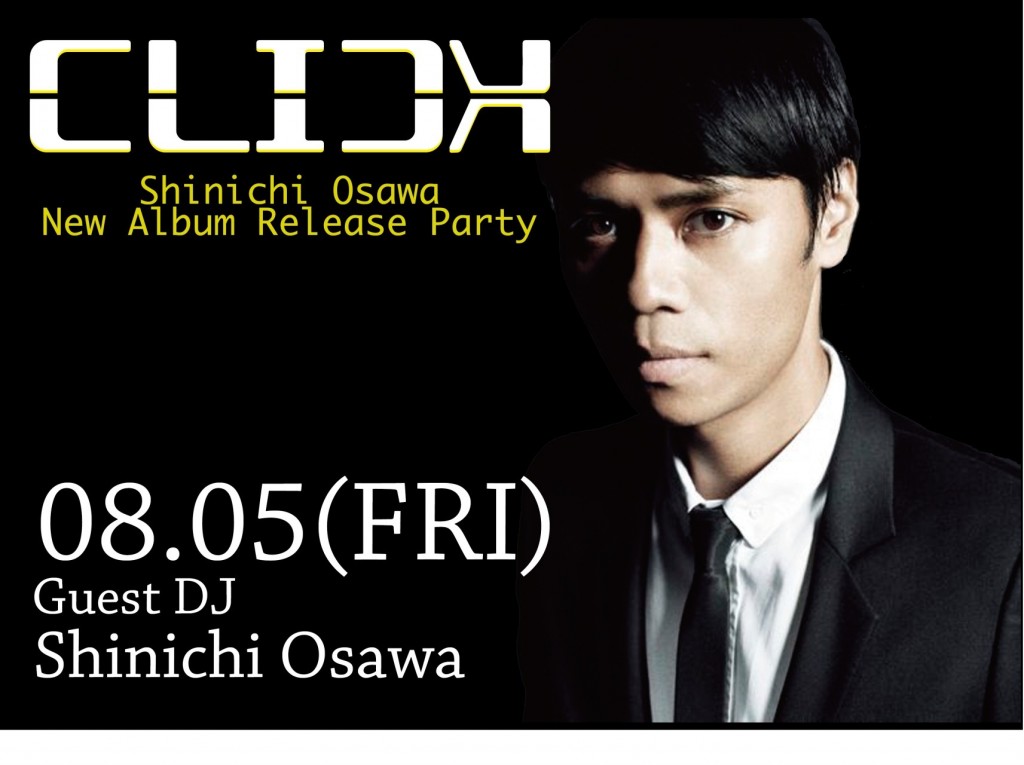 CLICK
Shinichi Osawa
New Album Release Party
08.05(FRI)
Guest DJ
Shinichi Osawa